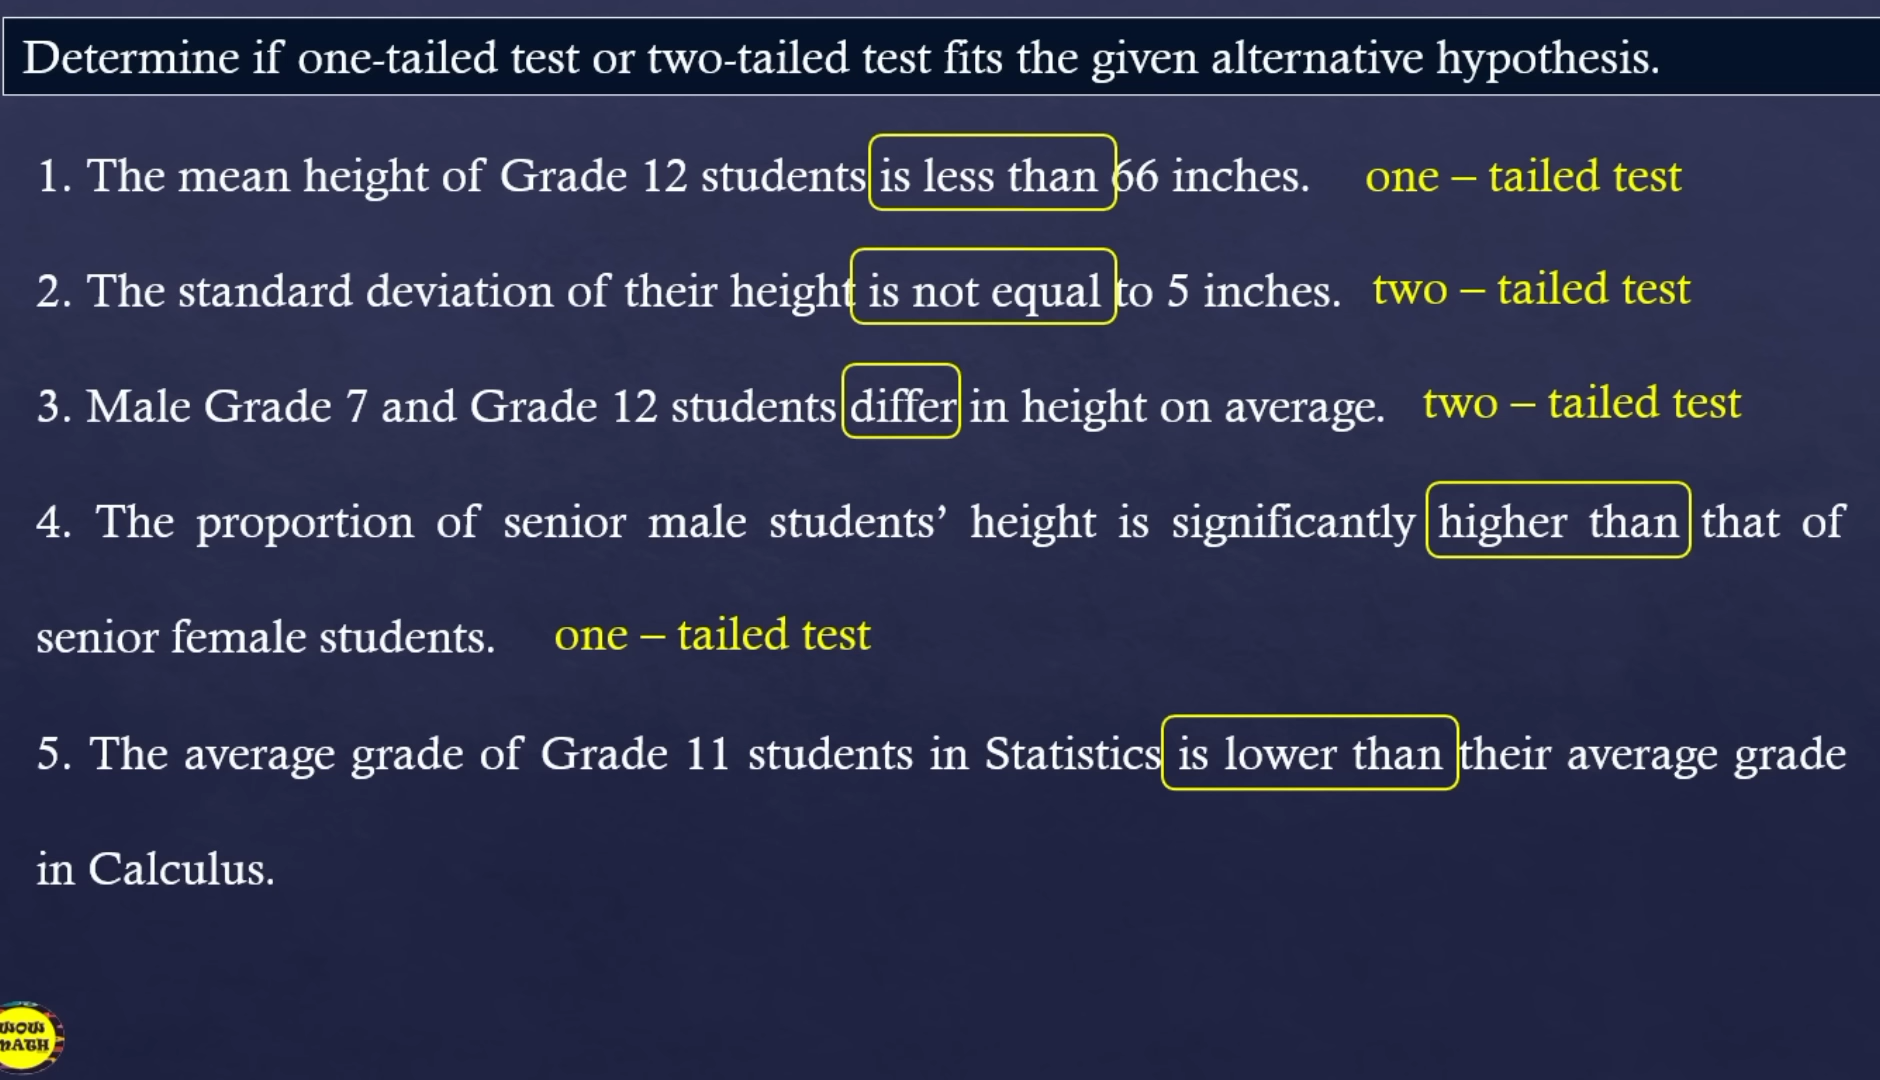 Determine if one-tailed test or two-tailed test fits the given alternative hypothesis.
1. The mean height of Grade 12 students is less than 66 inches. one – tailed test
2. The standard deviation of their height is not equal to 5 inches. two – tailed test
3. Male Grade 7 and Grade 12 students differ in height on average. two – tailed test
4. The proportion of senior male students’ height is significantly higher than that of
senior female students. one – tailed test
5. The average grade of Grade 11 students in Statistics is lower than their average grade
in Calculus.
WOW
MATH